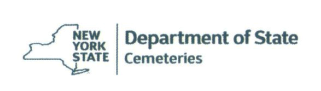 NEW
YORK
STATE
Department of State
Cemeteries